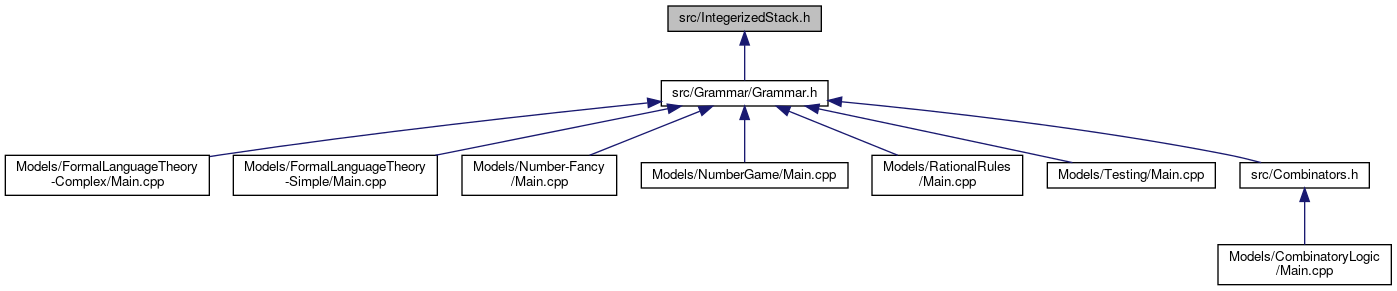 src/IntegerizedStack.h
src/Grammar/Grammar.h
Models/FormalLanguageTheory
-Complex/Main.cpp
Models/FormalLanguageTheory
-Simple/Main.cpp
Models/Number-Fancy
/Main.cpp
Models/NumberGame/Main.cpp
Models/RationalRules
/Main.cpp
Models/Testing/Main.cpp
src/Combinators.h
Models/CombinatoryLogic
/Main.cpp